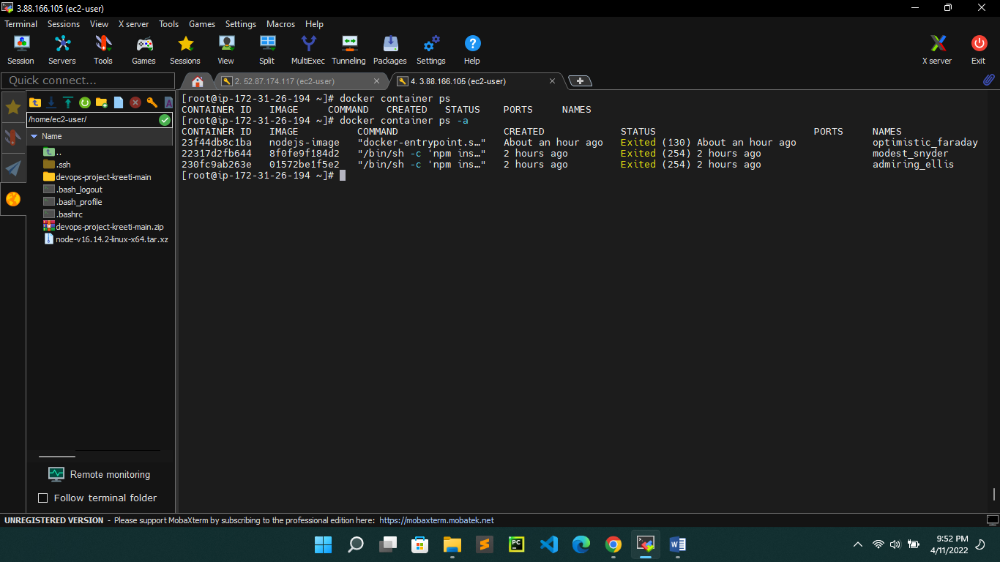 3.88.166.105 (ec2-user)
Terminal Sessions View X server Tools Games Settings Macros Help
Session Servers Tools Games Sessions View Split MultiExec Tunneling Packages Settings Help X server Exit
Quick connect...
2. 52.87.174.117 (ec2-user)
4. 3.88.166.105 (ec2-user)
/home/ec2-user/
Name
..
.ssh
devops-project-kreeti-main
.bash_logout
.bash_profile
.bashrc
devops-project-kreeti-main.zip
node-v16.14.2-linux-x64.tar.xz
Remote monitoring
Follow terminal folder
[root@ip-172-31-26-194 ~]# docker container ps
CONTAINER ID IMAGE COMMAND CREATED STATUS PORTS NAMES
[root@ip-172-31-26-194 ~]# docker container ps -a
CONTAINER ID IMAGE COMMAND CREATED STATUS PORTS NAMES
23f44db8c1ba nodejs-image "docker-entrypoint.s…" About an hour ago Exited (130) About an hour ago optimistic_faraday
22317d2fb644 8f0fe9f184d2 "/bin/sh -c 'npm ins…" 2 hours ago Exited (254) 2 hours ago modest_snyder
230fc9ab263e 01572be1f5e2 "/bin/sh -c 'npm ins…" 2 hours ago Exited (254) 2 hours ago admiring_ellis
[root@ip-172-31-26-194 ~]#
UNREGISTERED VERSION - Please support MobaXterm by subscribing to the professional edition here: https://mobaxterm.mobatek.net
9:52 PM
4/11/2022